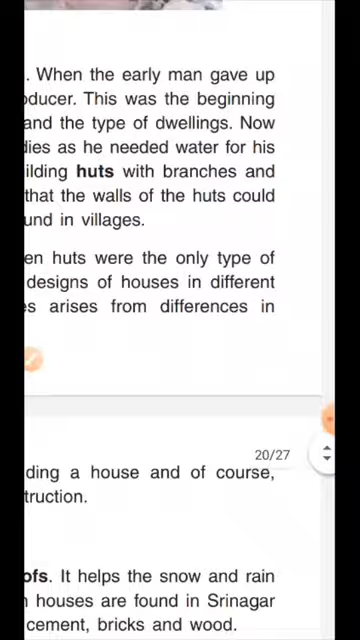 . When the early man gave up
oducer. This was the beginning
and the type of dwellings. Now
dies as he needed water for his
ilding huts with branches and
that the walls of the huts could
und in villages.
en huts were the only type of
designs of houses in different
es arises from differences in
20/27
ding a house and of course,
truction.
ofs. It helps the snow and rain
n houses are found in Srinagar
cement, bricks and wood.